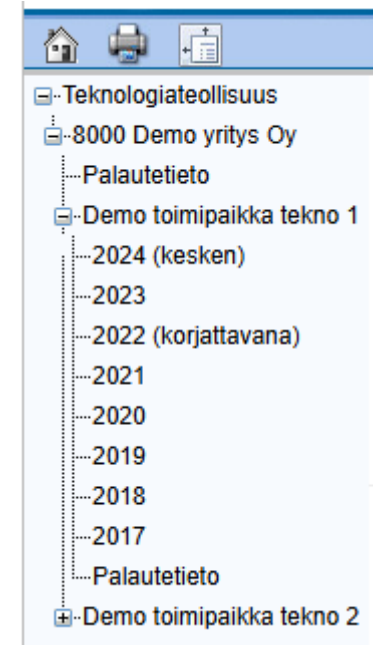 Teknologiateollisuus
8000 Demo yritys Oy
Palautetieto
Demo toimipaikka tekno 1
2024 (kesken)
2023
2022 (korjattavana)
2021
2020
2019
2018
2017
Palautetieto
Demo toimipaikka tekno 2